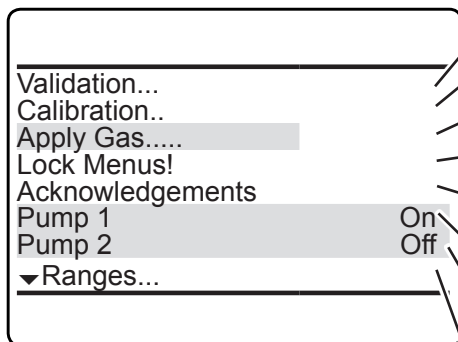 Validation...
Calibration..
Apply Gas.....
Lock Menus!
Acknowledgements
Pump 1 On
Pump 2 Off
Ranges...